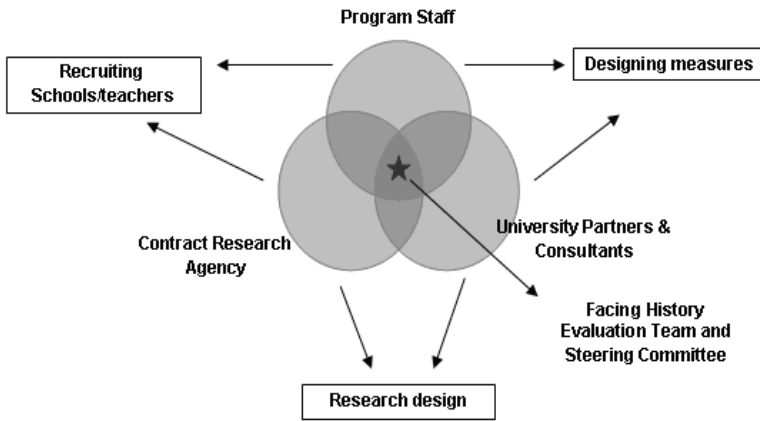 Program Staff
Recruiting
Schools/teachers
Designing measures
Contract Research
Agency
University Partners &
Consultants
Facing History
Evaluation Team and
Steering Committee
Research design